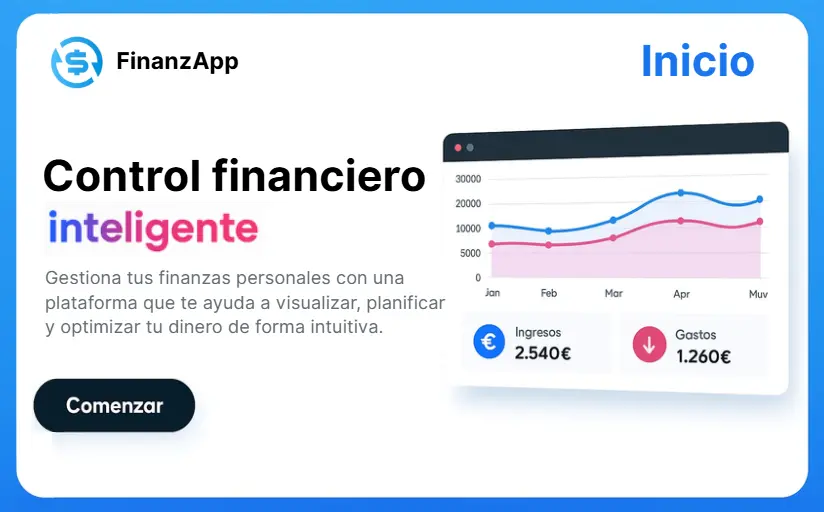 FinanzApp
Inicio
Control financiero
inteligente
Gestiona tus finanzas personales con una
plataforma que te ayuda a visualizar, planificar
y optimizar tu dinero de forma intuitiva.
Comenzar
30000
20000
10000
5000
0
Jan Feb Mar Apr Muv
Ingresos
2.540€
Gastos
1.260€